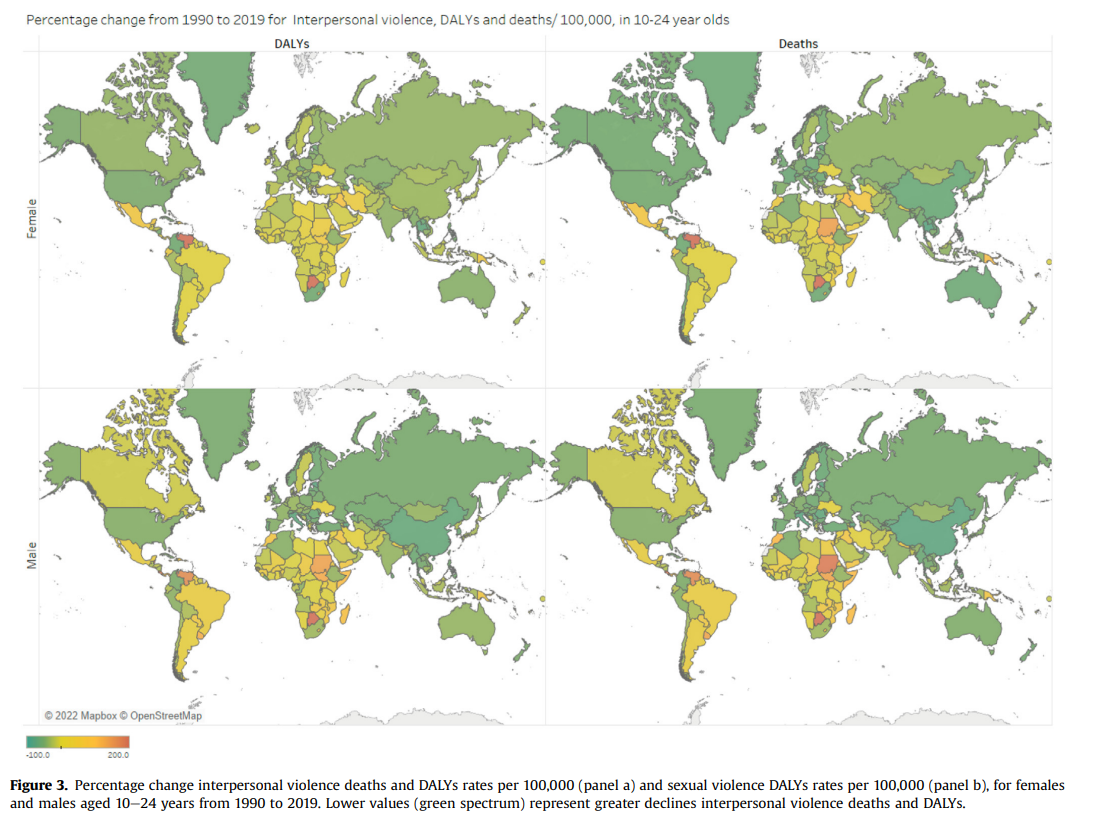 Percentage change from 1990 to 2019 for Interpersonal violence, DALYs and deaths/ 100,000, in 10-24 year olds
DALYs
Deaths
Female
Male
© 2022 Mapbox © OpenStreetMap
-100.0
200.0
Figure 3. Percentage change interpersonal violence deaths and DALYs rates per 100,000 (panel a) and sexual violence DALYs rates per 100,000 (panel b), for females
and males aged 10–24 years from 1990 to 2019. Lower values (green spectrum) represent greater declines interpersonal violence deaths and DALYs.